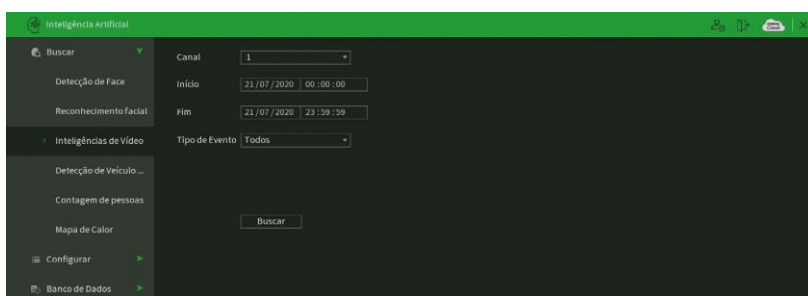 Inteligência Artificial
Buscar
Detecção de Face
Reconhecimento facial
Inteligências de Vídeo
Detecção de Veículo ...
Contagem de pessoas
Mapa de Calor
Configurar
Banco de Dados
Canal 1
Início 21/07/2020 00:00:00
Fim 21/07/2020 23:59:59
Tipo de Evento Todos
Buscar